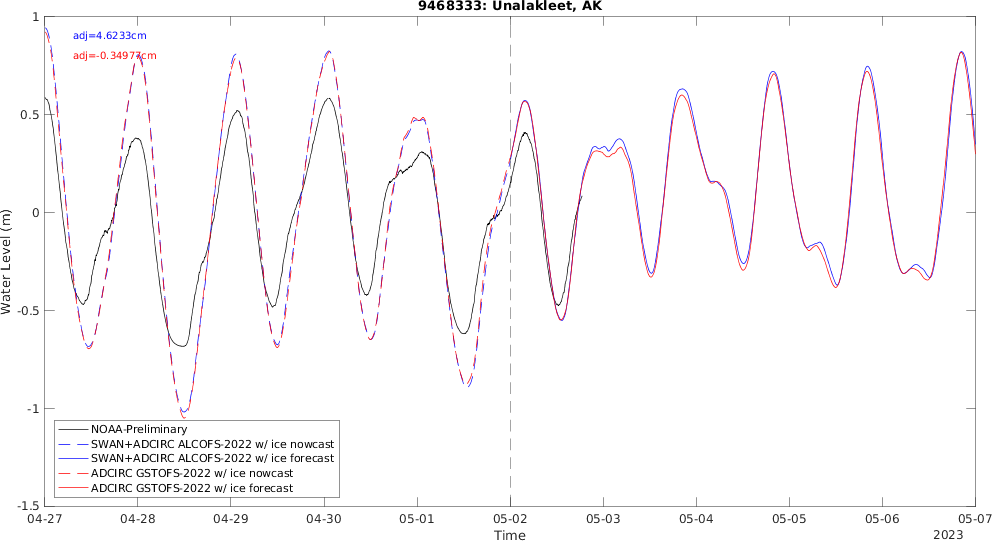 9468333: Unalakleet, AK
adj=4.6233cm
adj=-0.34977cm
1
0.5
0
-0.5
-1
-1.5
Water Level (m)
NOAA-Preliminary
SWAN+ADCIRC ALCOFS-2022 w/ ice nowcast
SWAN+ADCIRC ALCOFS-2022 w/ ice forecast
ADCIRC GSTOFS-2022 w/ ice nowcast
ADCIRC GSTOFS-2022 w/ ice forecast
04-27 04-28 04-29 04-30 05-01 05-02 05-03 05-04 05-05 05-06 05-07
Time
2023